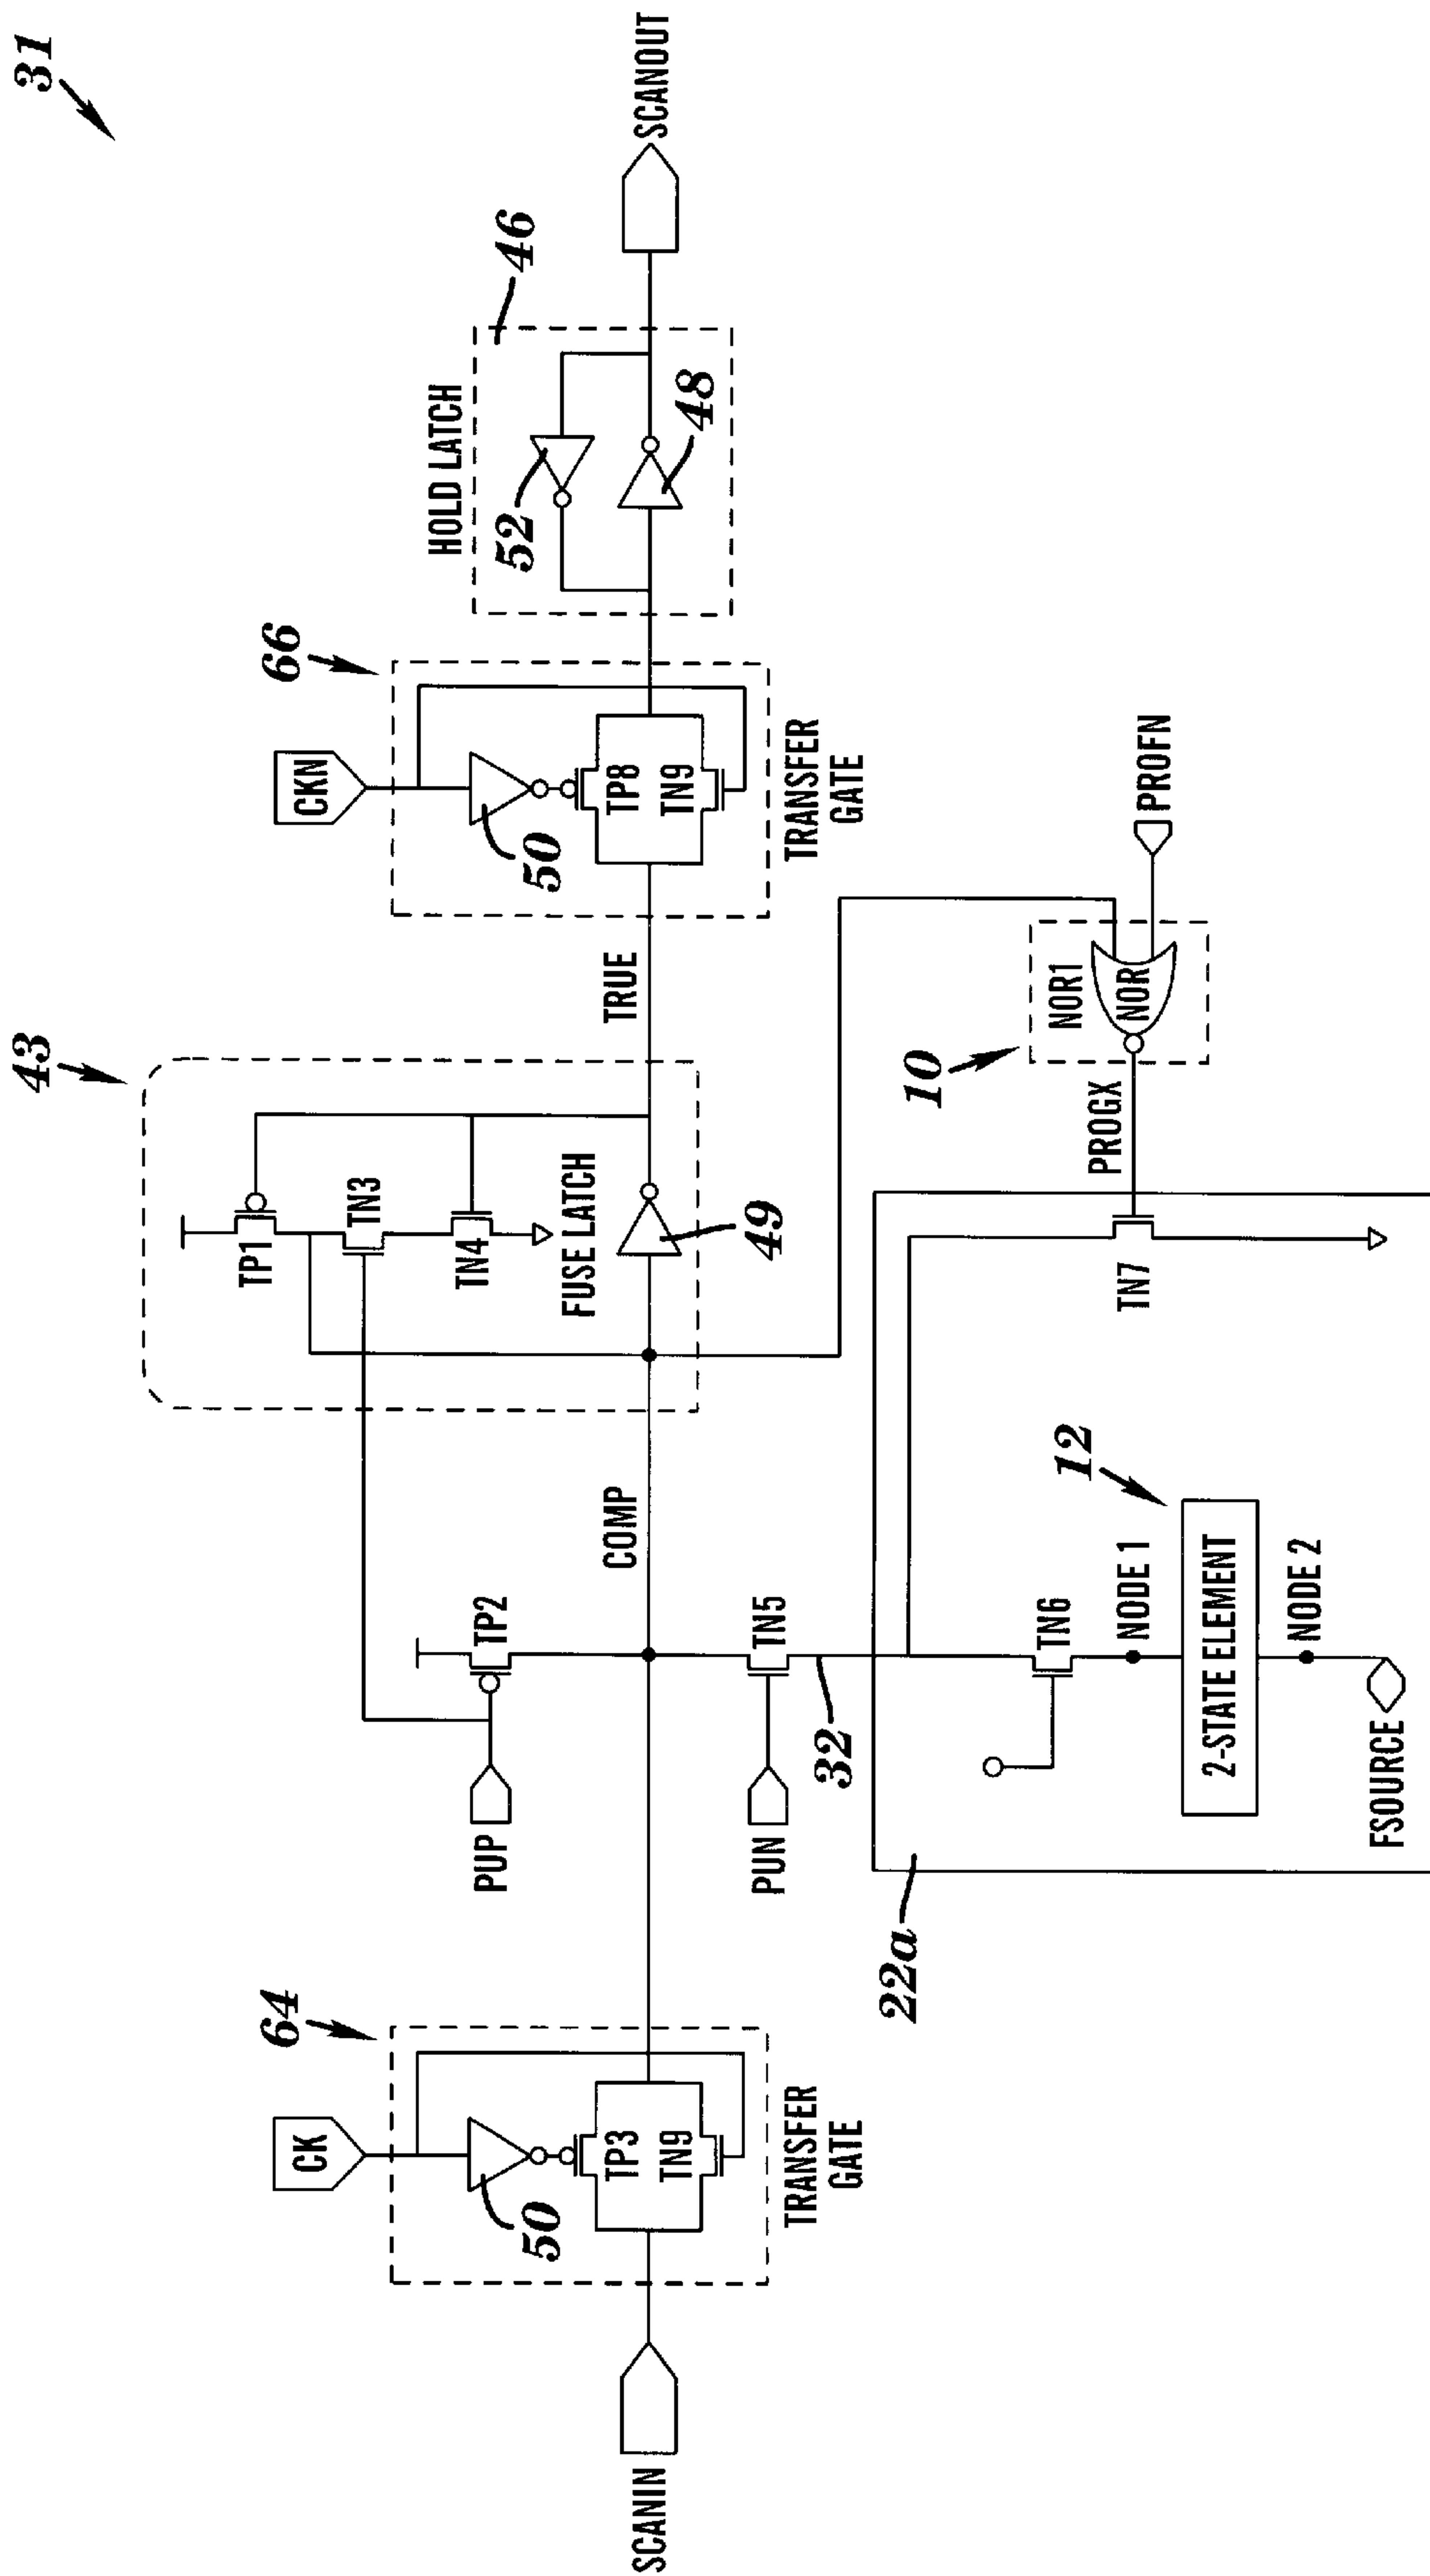 31
SCANIN
CK
64
50
TP3
TN9
TRANSFER
GATE
PUP
TP2
PUN
TN5
32
COMP
43
TP1
TN3
TN4
FUSE LATCH
49
TRUE
CKN
66
50
TP8
TN9
TRANSFER
GATE
HOLD LATCH
46
52
48
SCANOUT
22a
TN6
NODE 1
12
2-STATE ELEMENT
NODE 2
FSOURCE
TN7
PROGX
10
NOR1
NOR
PROFN